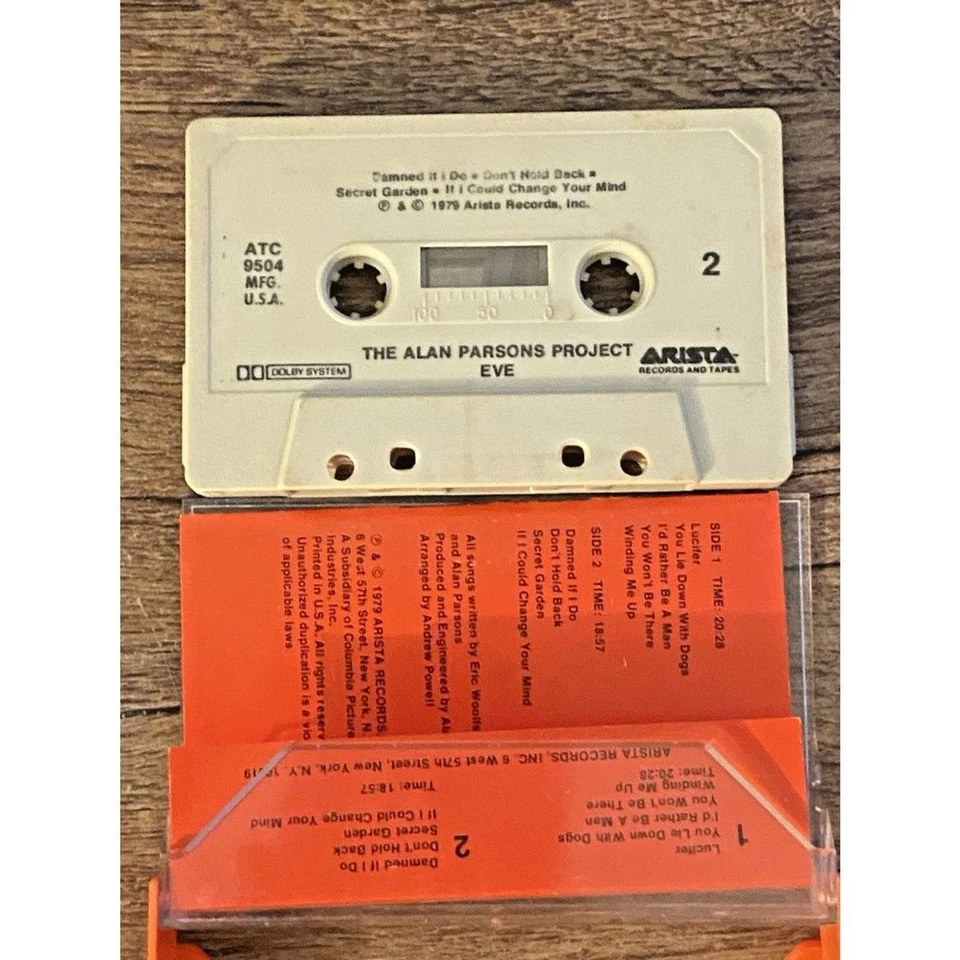 Damned If I Do • Don't Hold Back •
Secret Garden • If I Could Change Your Mind
Ⓟ & © 1979 Arista Records, Inc.
ATC
9504
MFG.
U.S.A.
2
100 50 0
THE ALAN PARSONS PROJECT
EVE
DOLBY SYSTEM
ARISTA
RECORDS AND TAPES
SIDE 1 TIME: 20:28
Lucifer
You Lie Down With Dogs
I'd Rather Be A Man
You Won't Be There
Winding Me Up
SIDE 2 TIME: 18:57
Damned If I Do
Don't Hold Back
Secret Garden
If I Could Change Your Mind
All songs written by Eric Woolfs
and Alan Parsons
Produced and Engineered by Ala
Arranged by Andrew Powell
Ⓟ & © 1979 ARISTA RECORDS,
6 West 57th Street, New York, N.
A Subsidiary of Columbia Picture
Industries, Inc.
Printed in U.S.A. All rights reserv
Unauthorized duplication is a vio
of applicable laws
1
Lucifer
You Lie Down With Dogs
I'd Rather Be A Man
You Won't Be There
Winding Me Up
Time: 20:28
2
Damned If I Do
Don't Hold Back
Secret Garden
If I Could Change Your Mind
Time: 18:57
ARISTA RECORDS, INC. 6 West 57th Street, New York, N.Y.